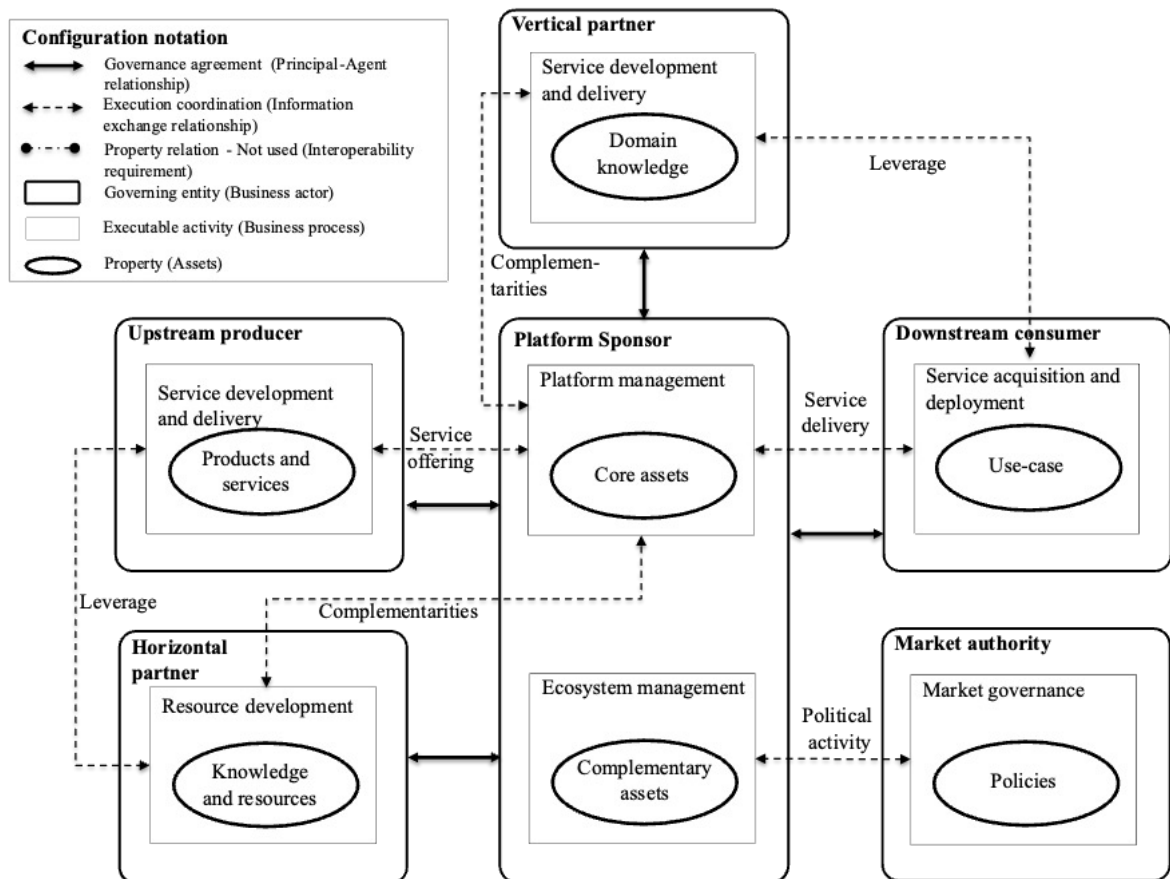 Configuration notation
Governance agreement (Principal-Agent
relationship)
Execution coordination (Information
exchange relationship)
Property relation - Not used (Interoperability
requirement)
Governing entity (Business actor)
Executable activity (Business process)
Property (Assets)
Vertical partner
Service development
and delivery
Domain
knowledge
Leverage
Complemen-
tarities
Upstream producer
Service development
and delivery
Products and
services
Service
offering
Platform Sponsor
Platform management
Core assets
Service
delivery
Downstream consumer
Service acquisition and
deployment
Use-case
Leverage
Complementarities
Horizontal
partner
Resource development
Knowledge
and resources
Ecosystem management
Complementary
assets
Political
activity
Market authority
Market governance
Policies